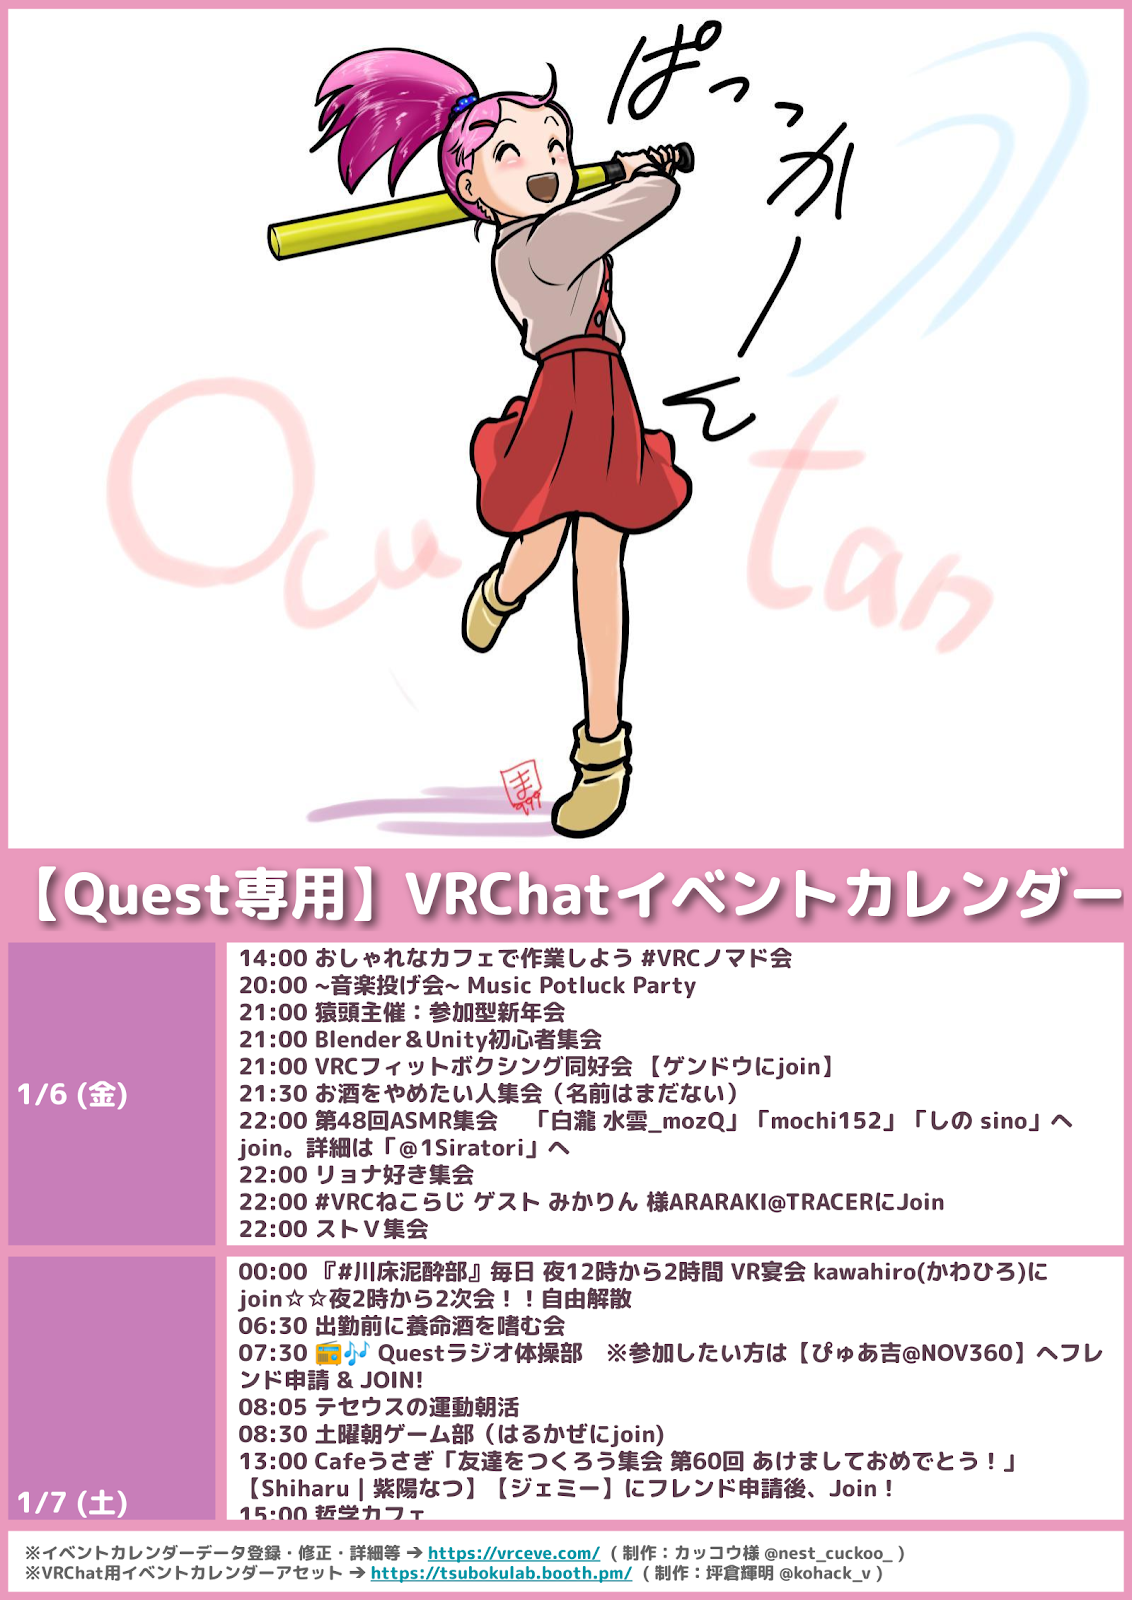 ぱっっかーん
Ocutan
ま
999
【Quest専用】VRChatイベントカレンダー
1/6 (金)
14:00 おしゃれなカフェで作業しよう #VRCノマド会
20:00 ~音楽投げ会~ Music Potluck Party
21:00 猿頭主催：参加型新年会
21:00 Blender＆Unity初心者集会
21:00 VRCフィットボクシング同好会 【ゲンドウにjoin】
21:30 お酒をやめたい人集会（名前はまだない）
22:00 第48回ASMR集会　「白瀧 水雲_mozQ」「mochi152」「しの sino」へ
join。詳細は「@1Siratori」へ
22:00 リョナ好き集会
22:00 #VRCねこらじ ゲスト みかりん 様ARARAKI@TRACERにJoin
22:00 ストＶ集会
1/7 (土)
00:00 『#川床泥酔部』毎日 夜12時から2時間 VR宴会 kawahiro(かわひろ)に
join☆☆夜2時から2次会！！自由解散
06:30 出勤前に養命酒を嗜む会
07:30 📻🎶 Questラジオ体操部　※参加したい方は【ぴゅあ吉@NOV360】へフレ
ンド申請 & JOIN!
08:05 テセウスの運動朝活
08:30 土曜朝ゲーム部（はるかぜにjoin)
13:00 Cafeうさぎ「友達をつくろう集会 第60回 あけましておめでとう！」
【Shiharu | 紫陽なつ】【ジェミー】にフレンド申請後、Join！
15:00 哲学カフェ
※イベントカレンダーデータ登録・修正・詳細等 ➔ https://vrceve.com/ ( 制作：カッコウ様 @nest_cuckoo_ )
※VRChat用イベントカレンダーアセット ➔ https://tsubokulab.booth.pm/ ( 制作：坪倉輝明 @kohack_v )